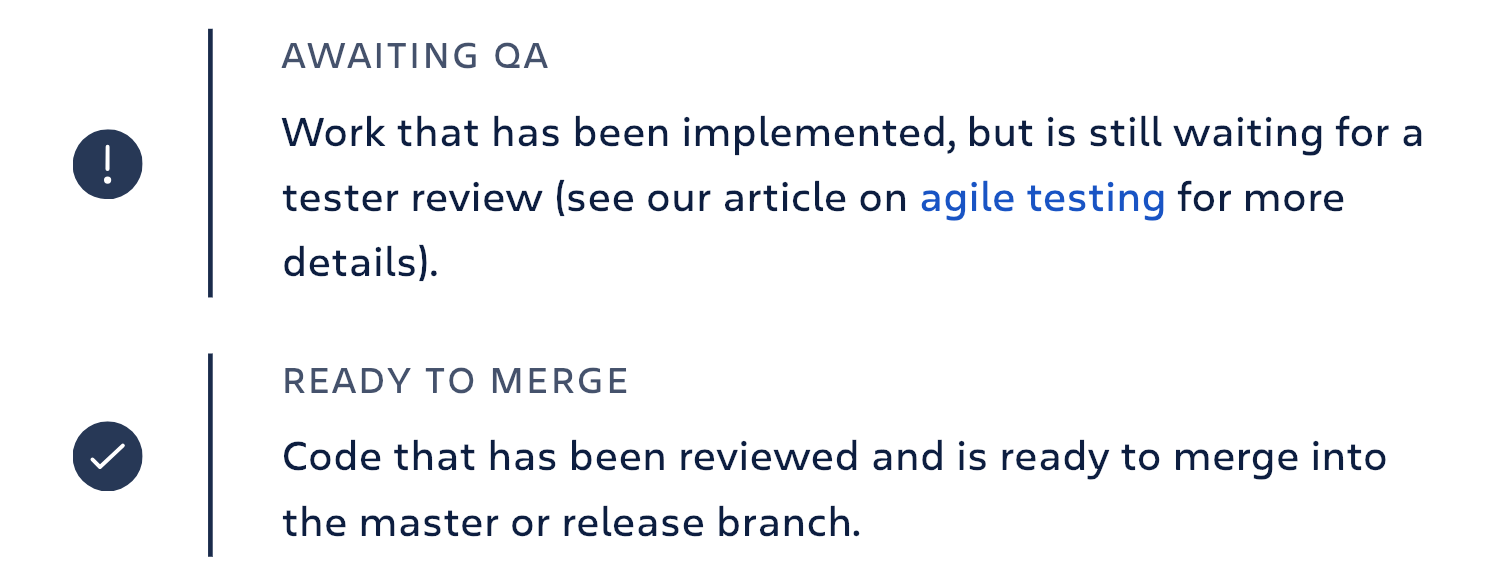 AWAITING QA
Work that has been implemented, but is still waiting for a
tester review (see our article on agile testing for more
details).
READY TO MERGE
Code that has been reviewed and is ready to merge into
the master or release branch.